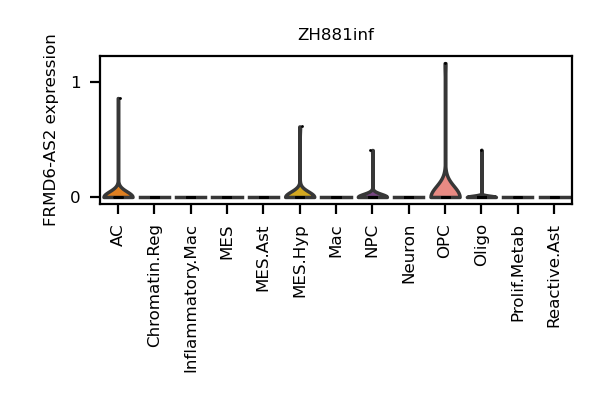 ZH881inf
FRMD6-AS2 expression
1
0
AC
Chromatin.Reg
Inflammatory.Mac
MES
MES.Ast
MES.Hyp
Mac
NPC
Neuron
OPC
Oligo
Prolif.Metab
Reactive.Ast